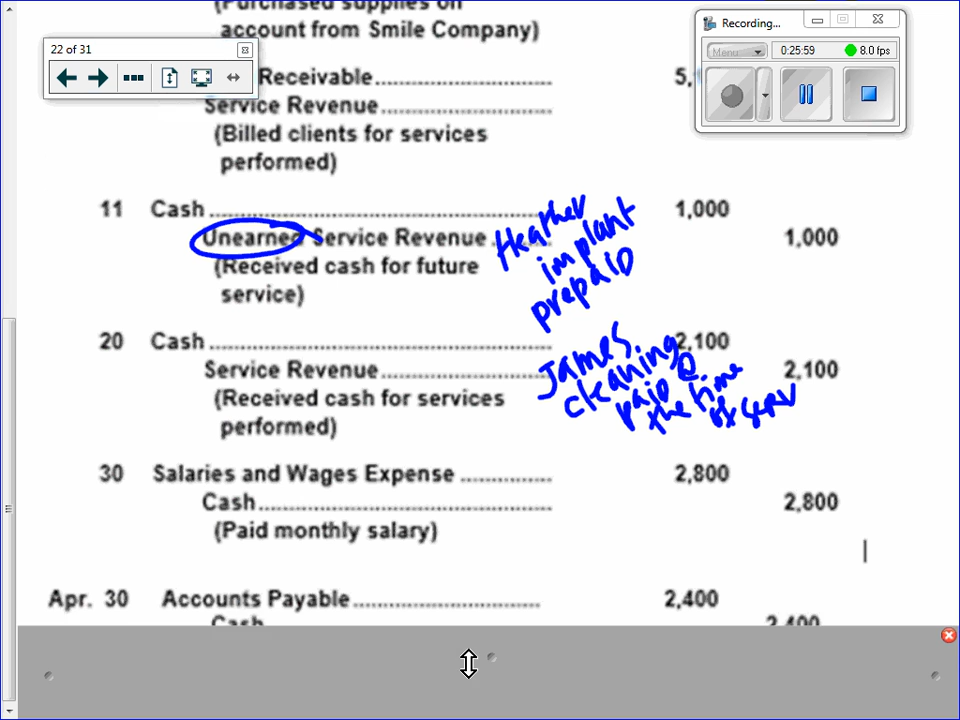 (Purchased supplies on
account from Smile Company)
22 of 31
Recording...
Menu
0:25:59
8.0 fps
Receivable
5,
Service Revenue
(Billed clients for services
performed)
11 Cash 1,000
Unearned Service Revenue 1,000
(Received cash for future
service)
Heather
implant
prepaid
20 Cash 2,100
Service Revenue 2,100
(Received cash for services
performed)
James.
cleaning
paid @
the time
of serv
30 Salaries and Wages Expense 2,800
Cash 2,800
(Paid monthly salary)
Apr. 30 Accounts Payable 2,400
Cash 2,400